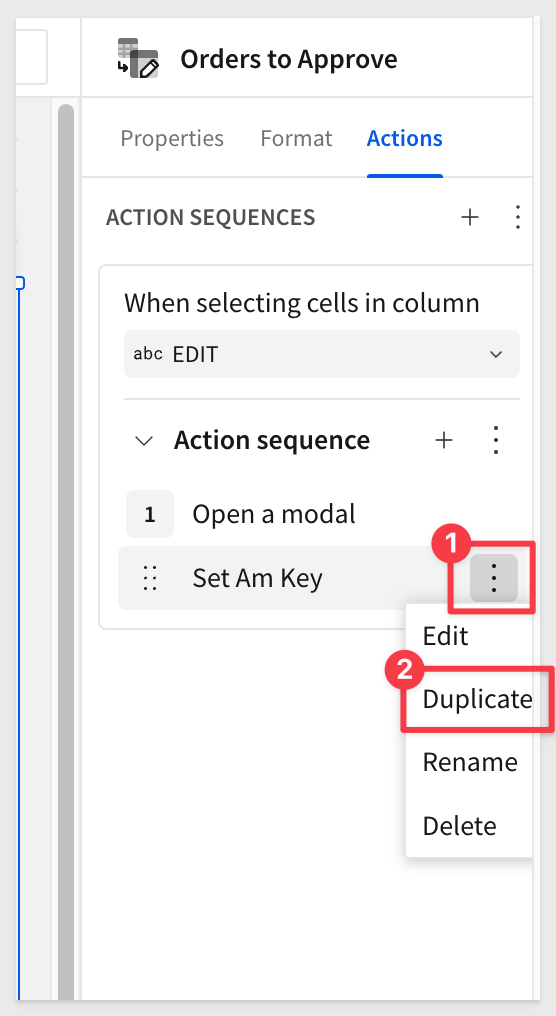 Orders to Approve
Properties Format Actions
ACTION SEQUENCES
When selecting cells in column
abc EDIT
Action sequence
1 Open a modal
1
Set Am Key
Edit
2
Duplicate
Rename
Delete